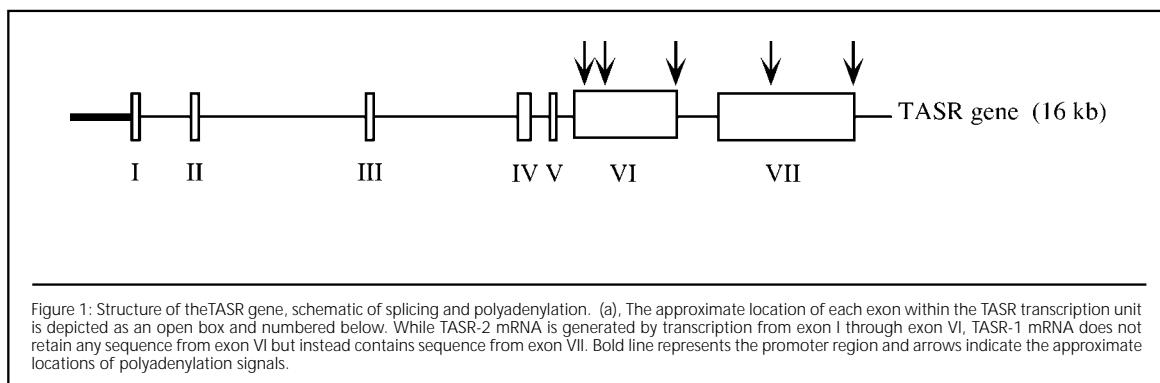 TASR gene (16 kb)
I II III IV V VI VII
Figure 1: Structure of theTASR gene, schematic of splicing and polyadenylation. (a), The approximate location of each exon within the TASR transcription unit
is depicted as an open box and numbered below. While TASR-2 mRNA is generated by transcription from exon I through exon VI, TASR-1 mRNA does not
retain any sequence from exon VI but instead contains sequence from exon VII. Bold line represents the promoter region and arrows indicate the approximate
locations of polyadenylation signals.